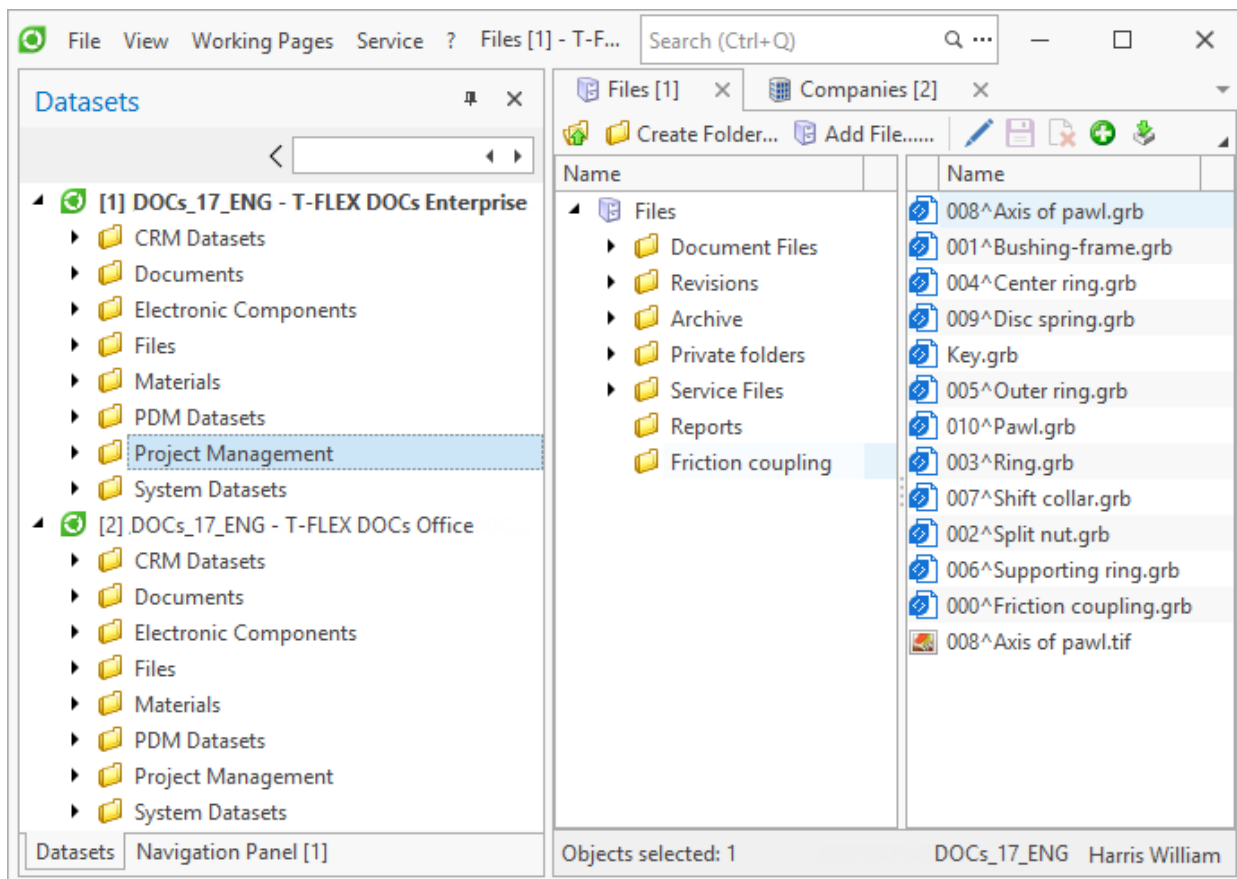 File View Working Pages Service ? Files [1] - T-F... Search (Ctrl+Q)
Datasets
[1] DOCs_17_ENG - T-FLEX DOCs Enterprise
CRM Datasets
Documents
Electronic Components
Files
Materials
PDM Datasets
Project Management
System Datasets
[2] DOCs_17_ENG - T-FLEX DOCs Office
CRM Datasets
Documents
Electronic Components
Files
Materials
PDM Datasets
Project Management
System Datasets
Datasets Navigation Panel [1]
Files [1] Companies [2]
Create Folder... Add File......
Name
Files
Document Files
Revisions
Archive
Private folders
Service Files
Reports
Friction coupling
Name
008^Axis of pawl.grb
001^Bushing-frame.grb
004^Center ring.grb
009^Disc spring.grb
Key.grb
005^Outer ring.grb
010^Pawl.grb
003^Ring.grb
007^Shift collar.grb
002^Split nut.grb
006^Supporting ring.grb
000^Friction coupling.grb
008^Axis of pawl.tif
Objects selected: 1 DOCs_17_ENG Harris William